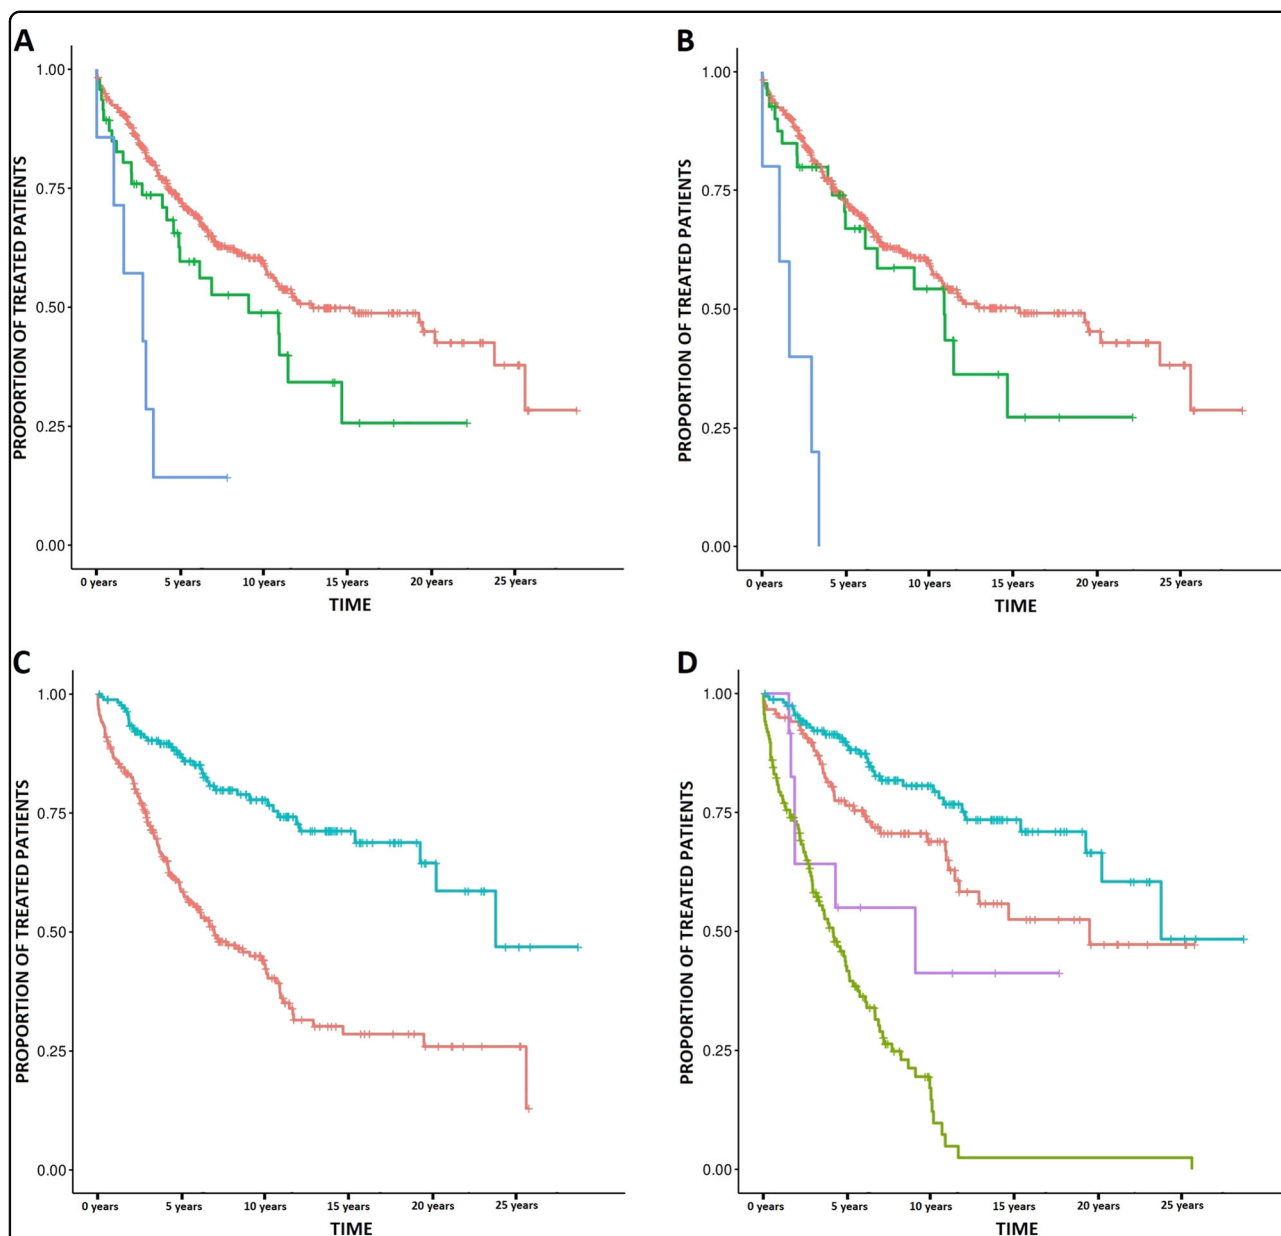 A
1.00
0.75
0.50
0.25
0.00
PROPORTION OF TREATED PATIENTS
0 years 5 years 10 years 15 years 20 years 25 years
TIME
B
1.00
0.75
0.50
0.25
0.00
PROPORTION OF TREATED PATIENTS
0 years 5 years 10 years 15 years 20 years 25 years
TIME
C
1.00
0.75
0.50
0.25
0.00
PROPORTION OF TREATED PATIENTS
0 years 5 years 10 years 15 years 20 years 25 years
TIME
D
1.00
0.75
0.50
0.25
0.00
PROPORTION OF TREATED PATIENTS
0 years 5 years 10 years 15 years 20 years 25 years
TIME